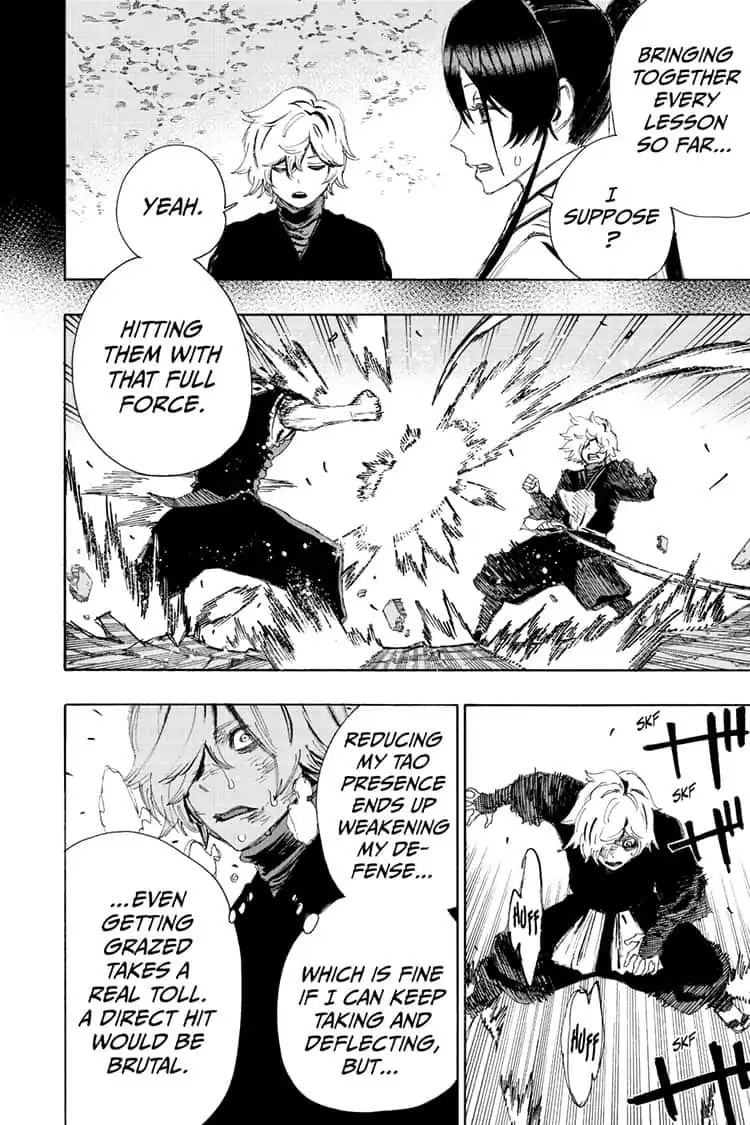 BRINGING
TOGETHER
EVERY
LESSON
SO FAR...
I
SUPPOSE
?
YEAH.
HITTING
THEM WITH
THAT FULL
FORCE.
SKF
SKF
SKF
HUFF
HUFF
REDUCING
MY TAO
PRESENCE
ENDS UP
WEAKENING
MY DE-
FENSE...
WHICH IS FINE
IF I CAN KEEP
TAKING AND
DEFLECTING,
BUT...
...EVEN
GETTING
GRAZED
TAKES A
REAL TOLL.
A DIRECT HIT
WOULD BE
BRUTAL.